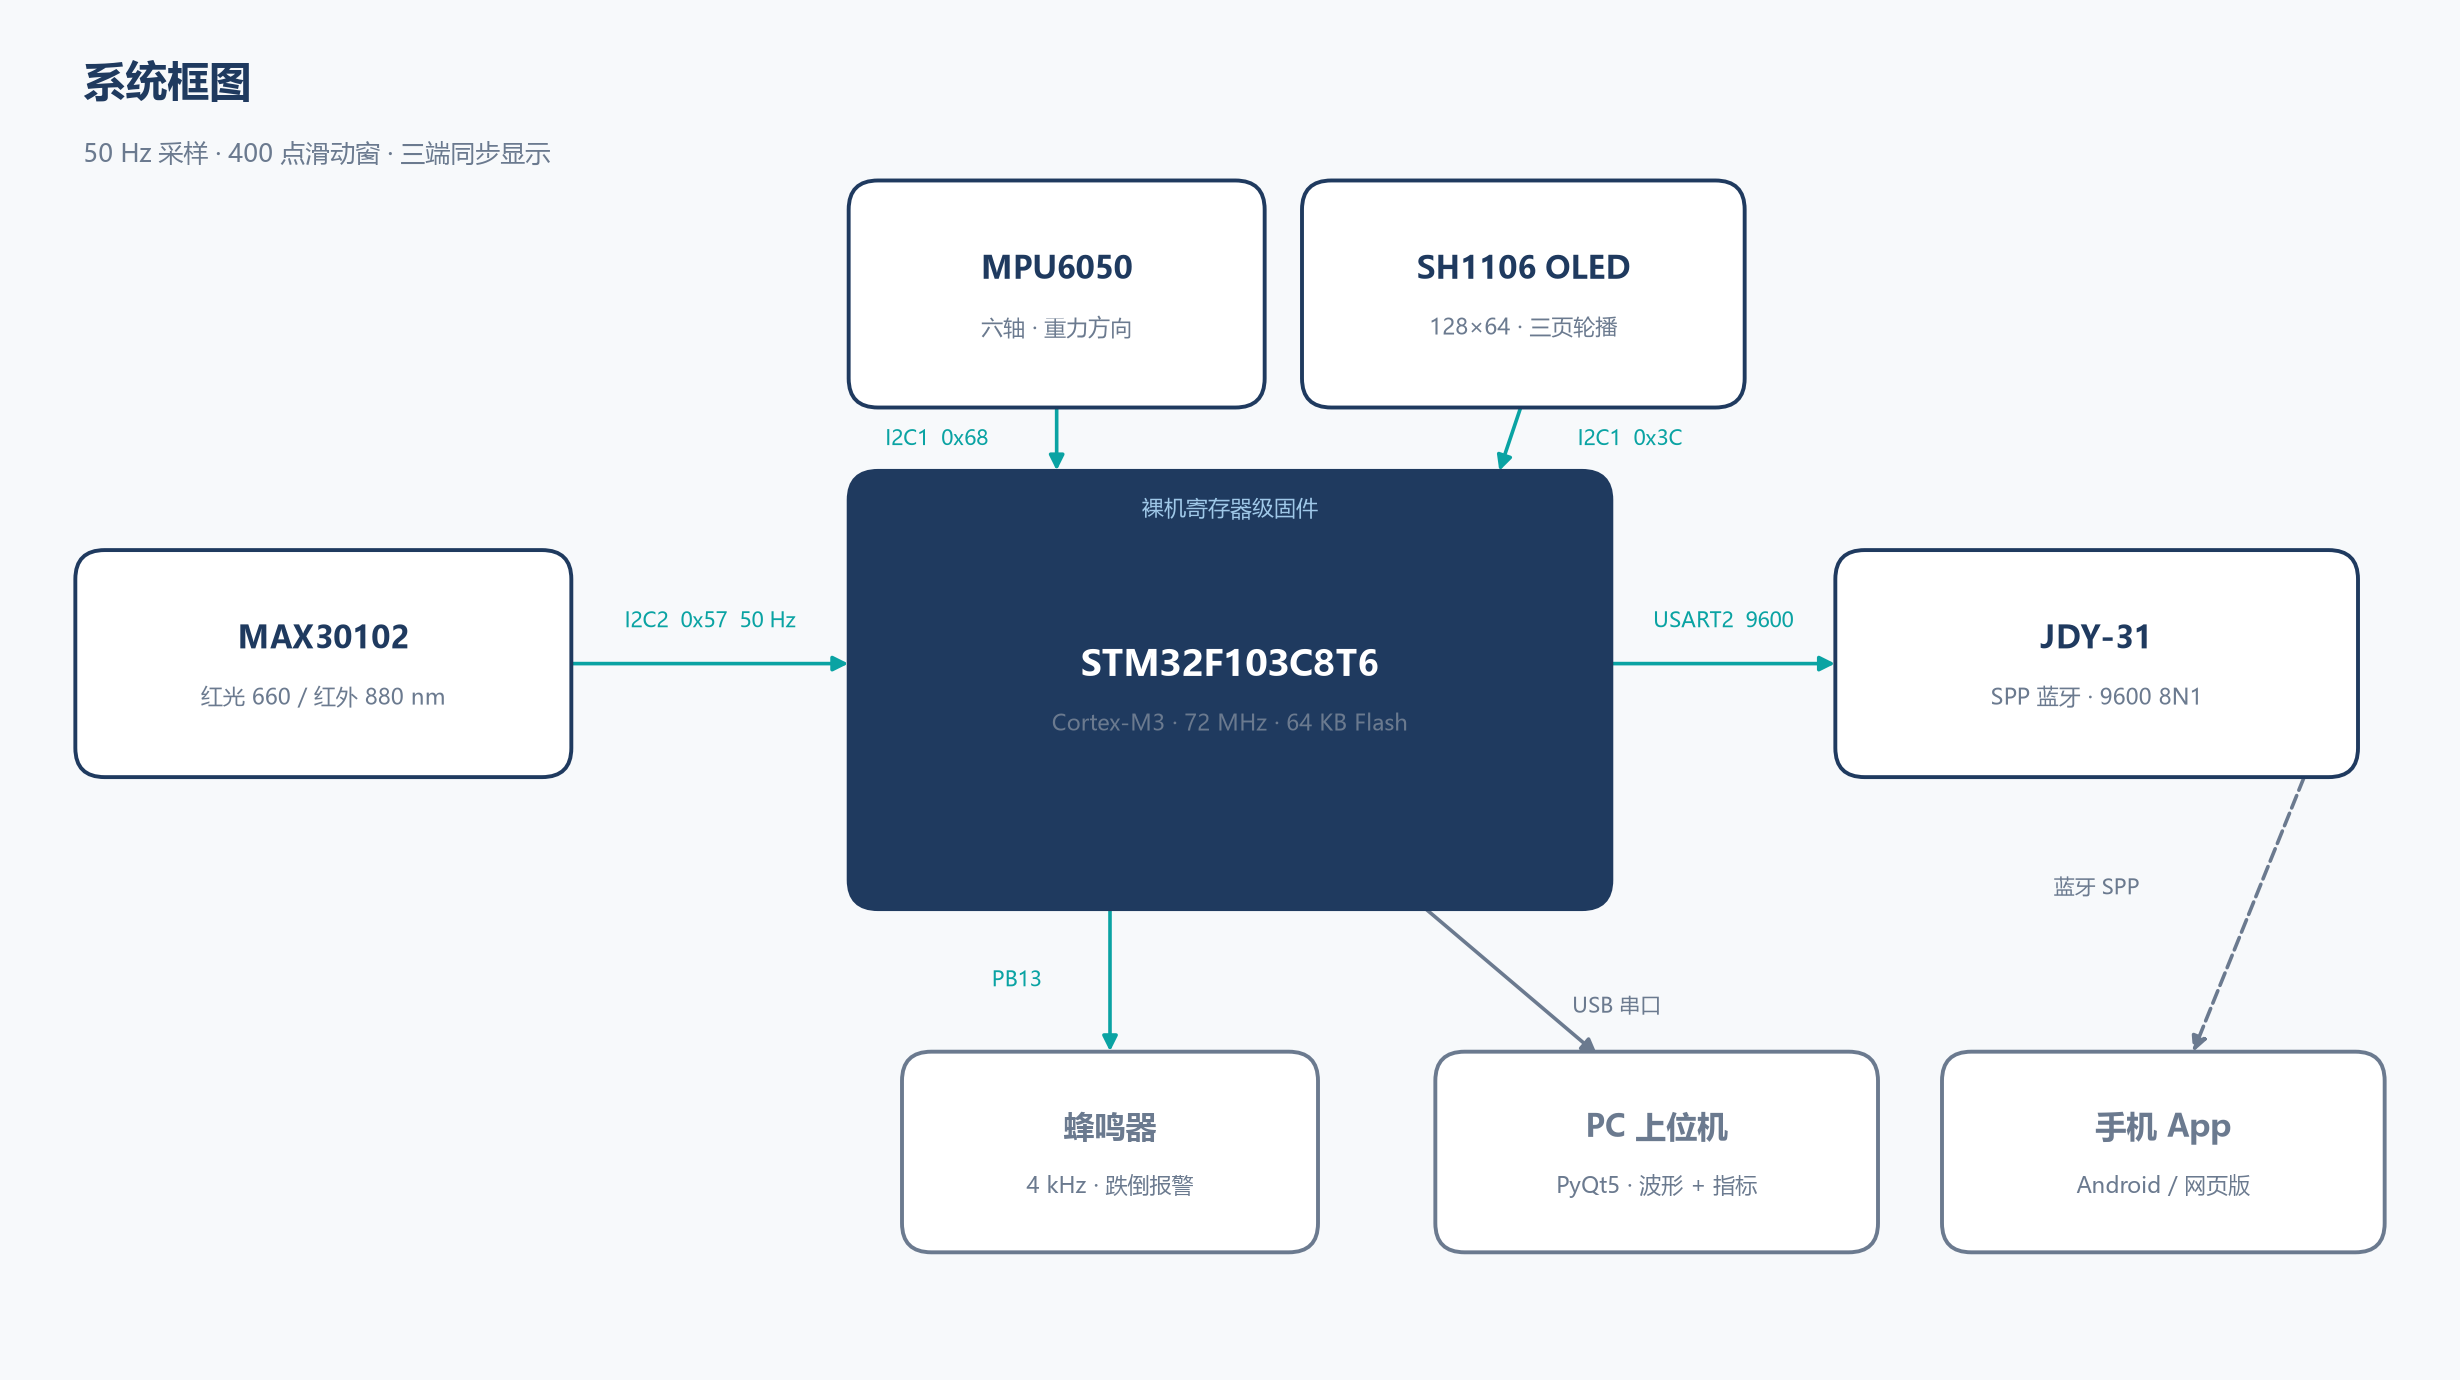 系统框图
50 Hz 采样 · 400 点滑动窗 · 三端同步显示
MPU6050
六轴 · 重力方向
SH1106 OLED
128×64 · 三页轮播
I2C1  0x68
I2C1  0x3C
裸机寄存器级固件
MAX30102
红光 660 / 红外 880 nm
I2C2  0x57  50 Hz
STM32F103C8T6
Cortex-M3 · 72 MHz · 64 KB Flash
USART2  9600
JDY-31
SPP 蓝牙 · 9600 8N1
蓝牙 SPP
PB13
USB 串口
蜂鸣器
4 kHz · 跌倒报警
PC 上位机
PyQt5 · 波形 + 指标
手机 App
Android / 网页版